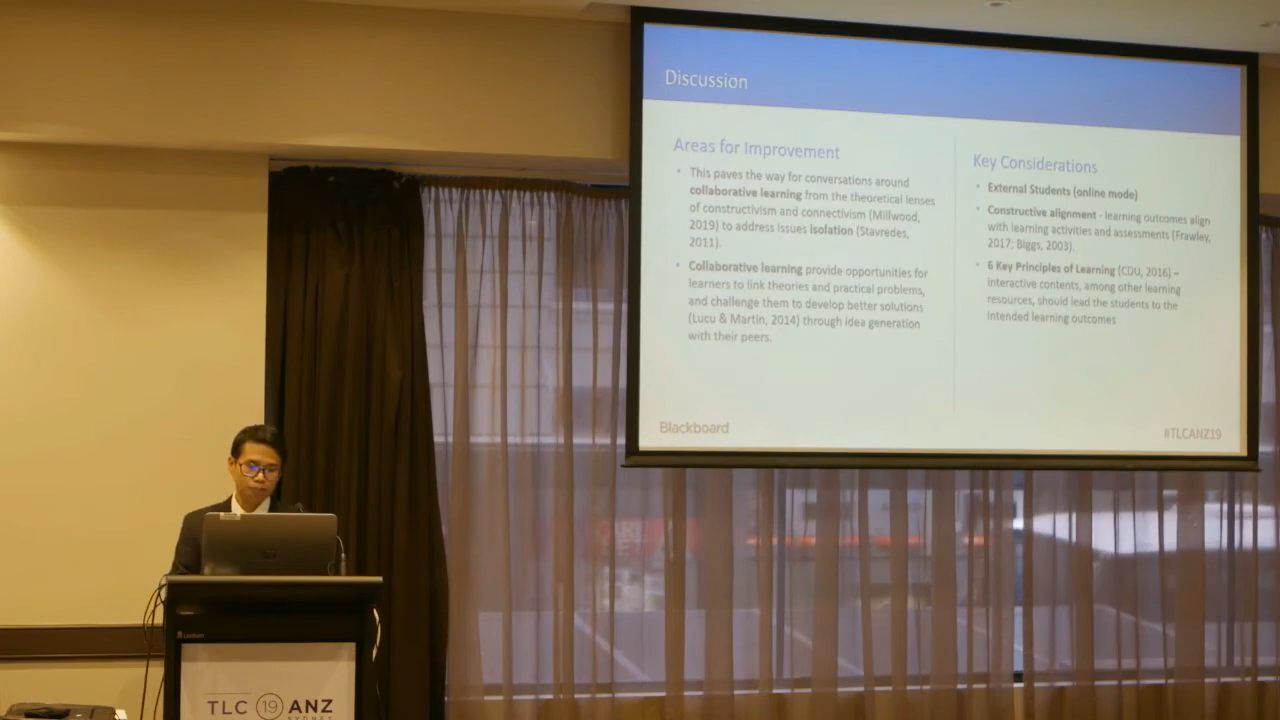 Discussion
Areas for Improvement
• This paves the way for conversations around
collaborative learning from the theoretical lenses
of constructivism and connectivism (Millwood,
2019) to address issues isolation (Stavredes,
2011).
• Collaborative learning provide opportunities for
learners to link theories and practical problems,
and challenge them to develop better solutions
(Lucu & Martin, 2014) through idea generation
with their peers.
Key Considerations
• External Students (online mode)
• Constructive alignment - learning outcomes align
with learning activities and assessments (Frawley,
2017; Biggs, 2003).
• 6 Key Principles of Learning (CDU, 2016) –
interactive contents, among other learning
resources, should lead the students to the
intended learning outcomes
Blackboard
#TLCANZ19
Lectrum
TLC 19 ANZ
SYDNEY